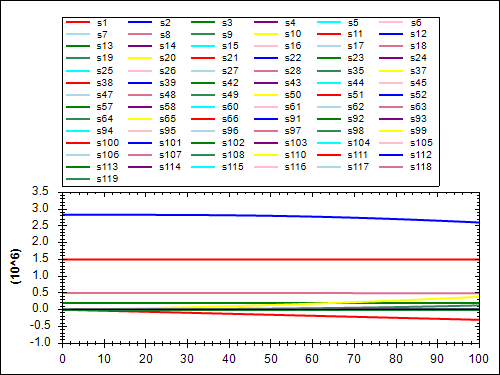 s1 s2 s3 s4 s5 s6
s7 s8 s9 s10 s11 s12
s13 s14 s15 s16 s17 s18
s19 s20 s21 s22 s23 s24
s25 s26 s27 s28 s35 s37
s38 s39 s41 s43 s44 s45
s47 s48 s49 s50 s51 s52
s57 s58 s60 s61 s62 s63
s64 s65 s66 s92 s92 s93
s94 s95 s96 s97 s98 s99
s100 s101 s102 s103 s104 s105
s106 s107 s108 s110 s111 s112
s113 s114 s115 s116 s117 s118
s119
3.5
3.0
2.5
2.0
1.5
1.0
0.5
0.0
-0.5
-1.0
(10^6)
0 10 20 30 40 50 60 70 80 90 100